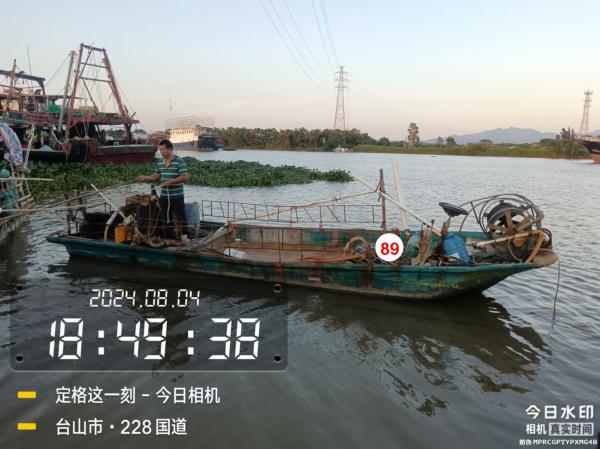 89
2024.08.04
18:49:38
定格这一刻 - 今日相机
台山市·228国道
今日水印
相机 真实时间
防伪 MPRCGPTYPXMG4B